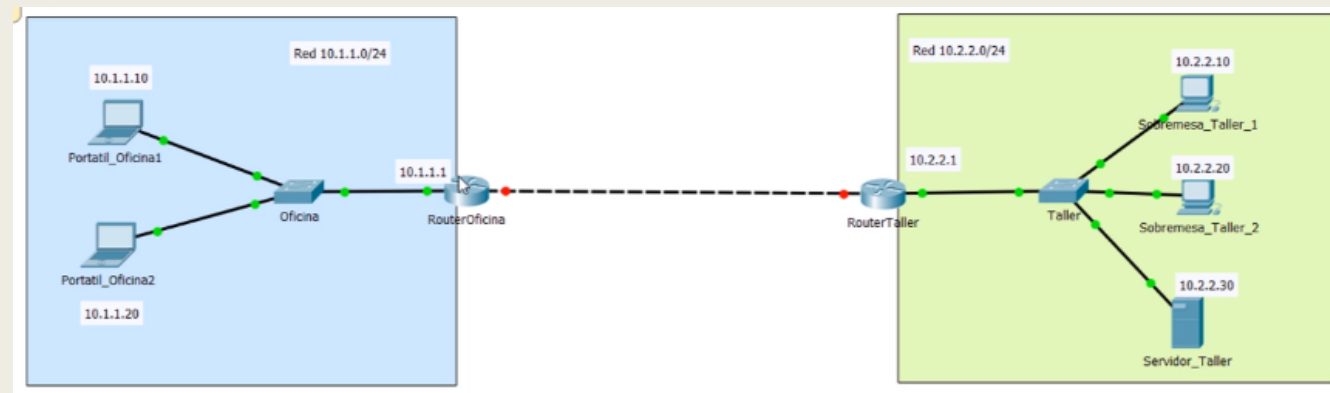 Red 10.1.1.0/24
10.1.1.10
Portatil_Oficina1
Oficina
10.1.1.1
RouterOficina
Portatil_Oficina2
10.1.1.20
Red 10.2.2.0/24
10.2.2.1
RouterTaller
Taller
10.2.2.10
Sobremesa_Taller_1
10.2.2.20
Sobremesa_Taller_2
10.2.2.30
Servidor_Taller